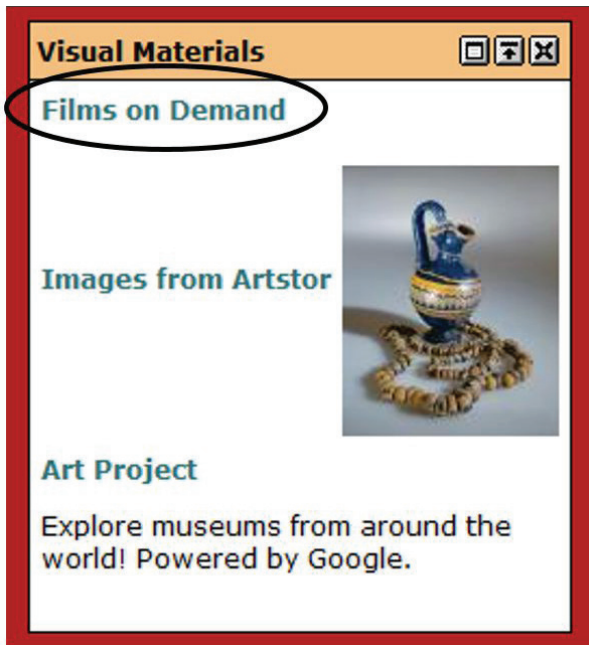 Visual Materials
Films on Demand
Images from Artstor
Art Project
Explore museums from around the
world! Powered by Google.